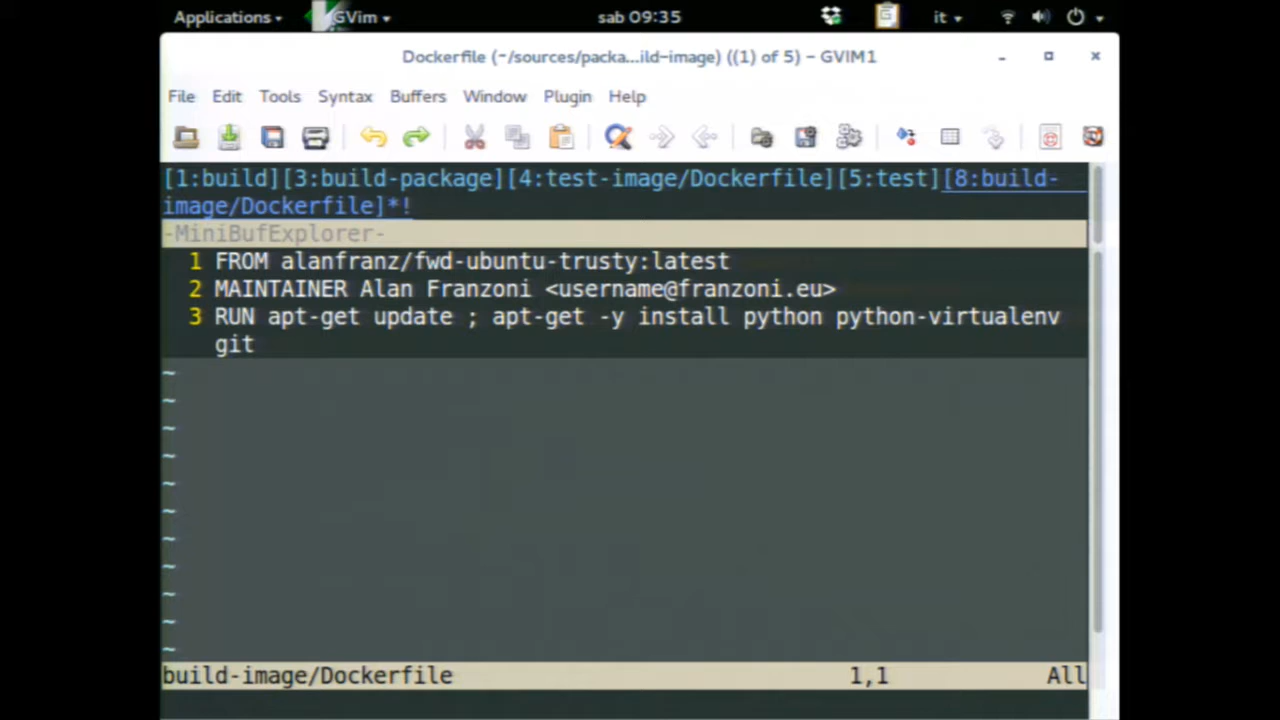 Applications GVim sab 09:35 it
Dockerfile (~/sources/packa...ild-image) ((1) of 5) - GVIM1
File Edit Tools Syntax Buffers Window Plugin Help
[1:build][3:build-package][4:test-image/Dockerfile][5:test][8:build-
image/Dockerfile]*!
-MiniBufExplorer-
1 FROM alanfranz/fwd-ubuntu-trusty:latest
2 MAINTAINER Alan Franzoni <username@franzoni.eu>
3 RUN apt-get update ; apt-get -y install python python-virtualenv
git
~
~
~
~
~
~
~
~
~
~
~
build-image/Dockerfile 1,1 All